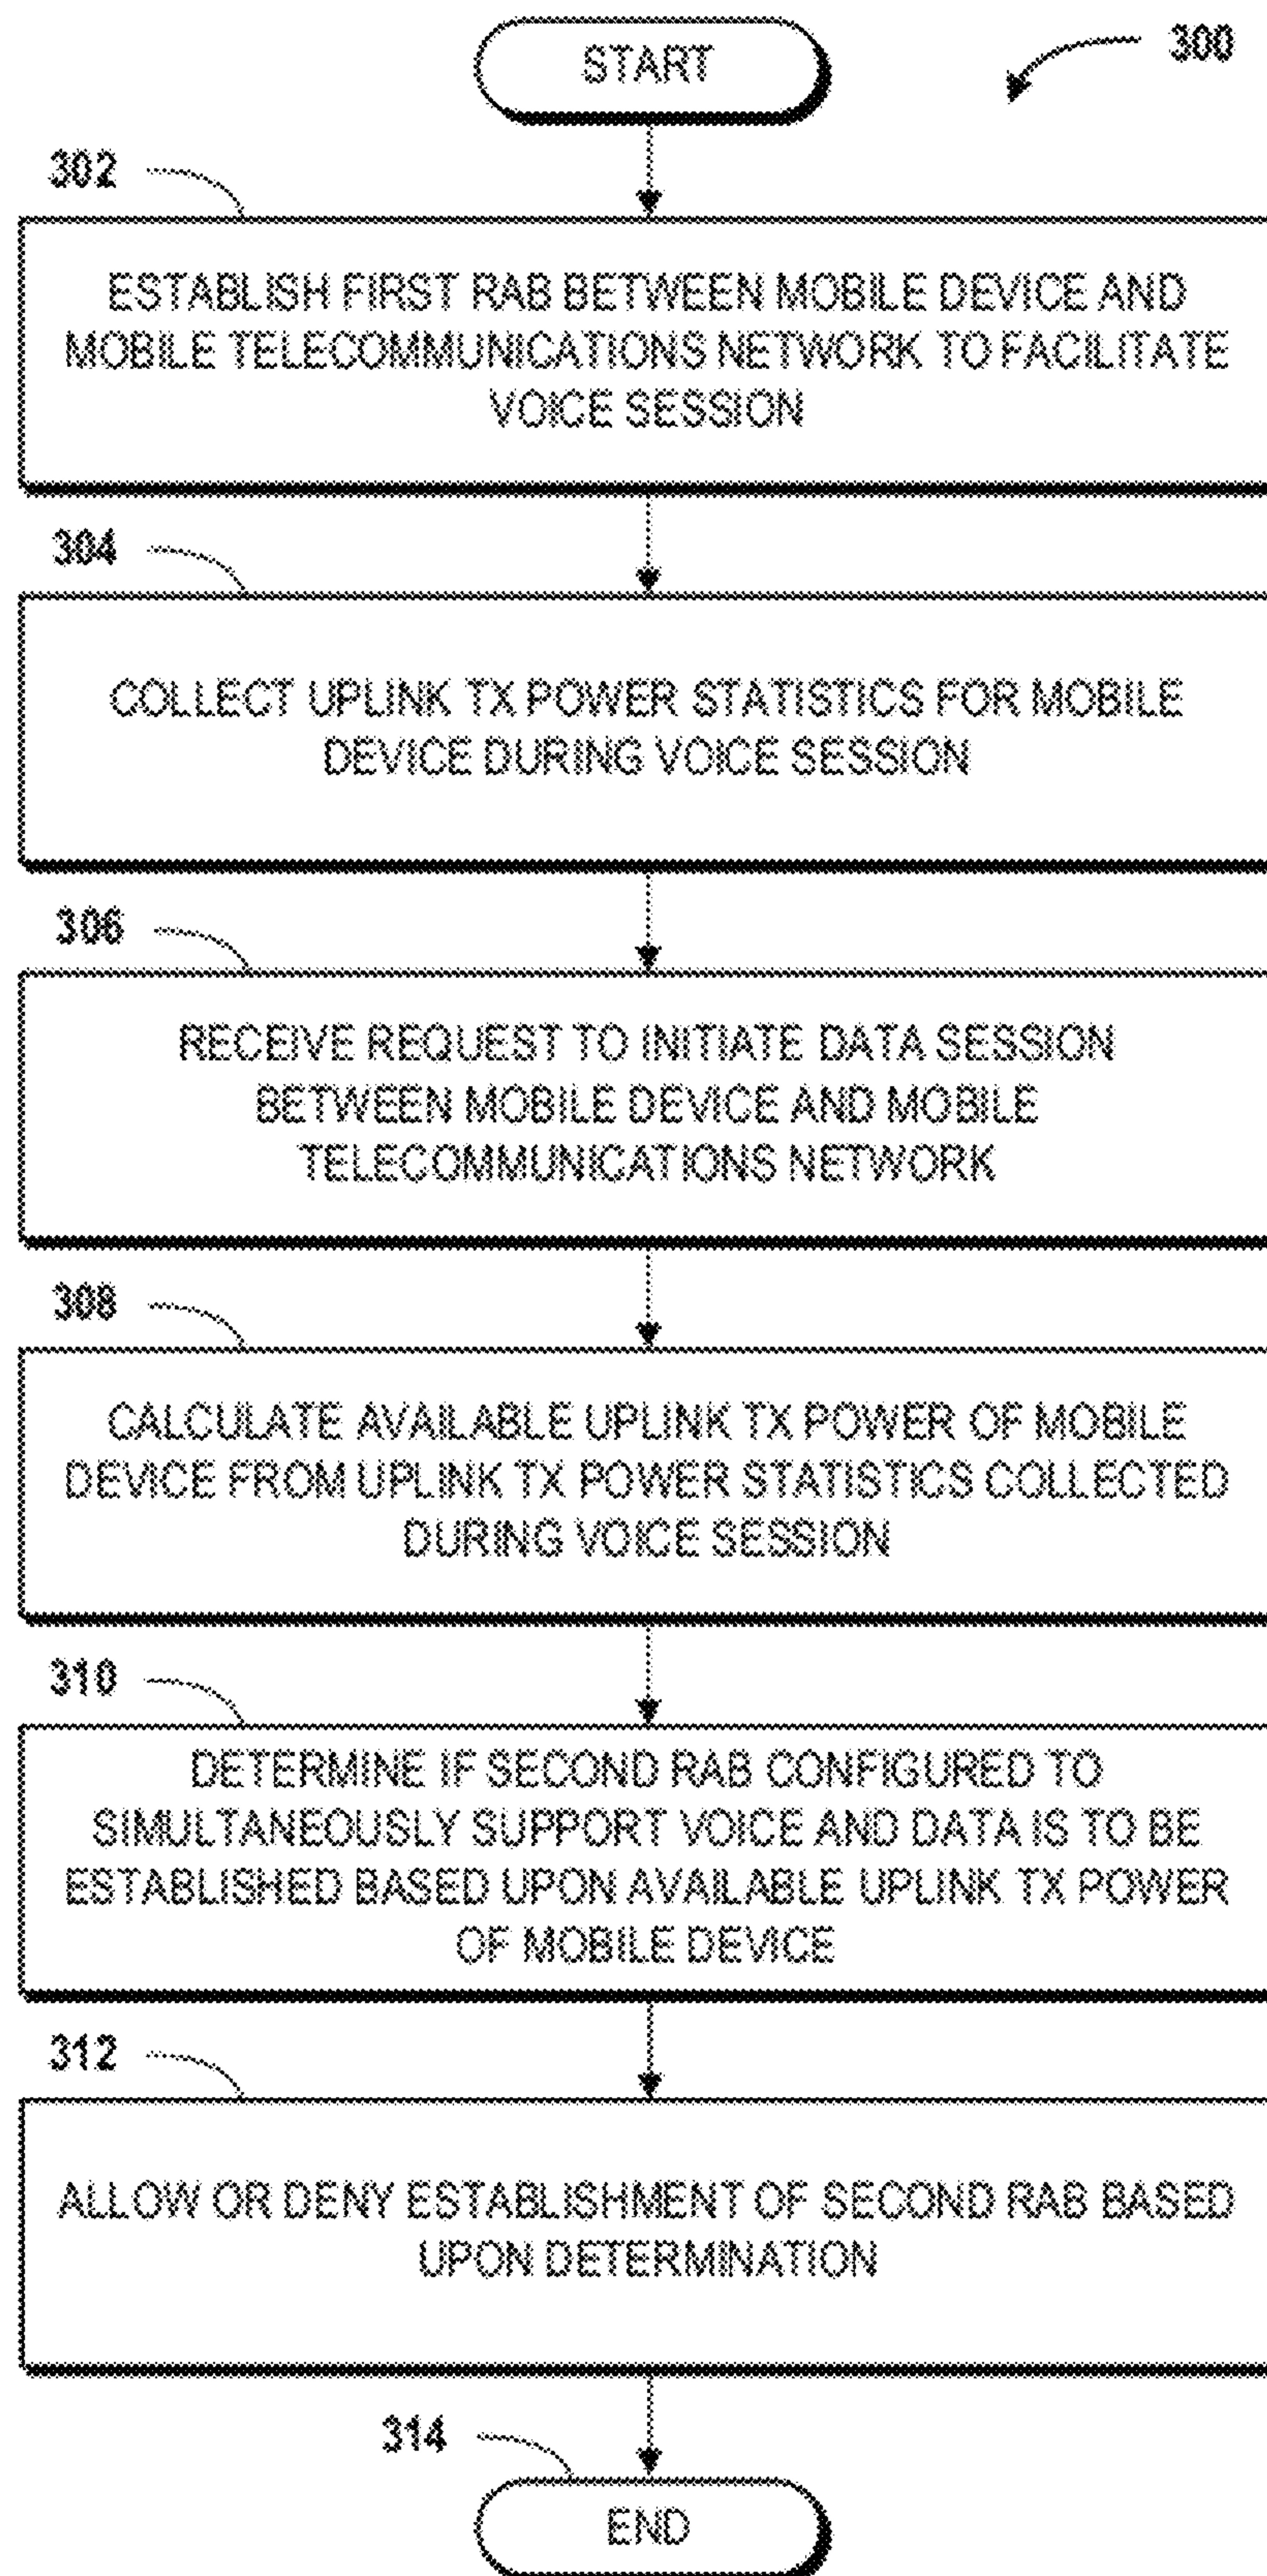 START
300
302
ESTABLISH FIRST RAB BETWEEN MOBILE DEVICE AND
MOBILE TELECOMMUNICATIONS NETWORK TO FACILITATE
VOICE SESSION
304
COLLECT UPLINK TX POWER STATISTICS FOR MOBILE
DEVICE DURING VOICE SESSION
306
RECEIVE REQUEST TO INITIATE DATA SESSION
BETWEEN MOBILE DEVICE AND MOBILE
TELECOMMUNICATIONS NETWORK
308
CALCULATE AVAILABLE UPLINK TX POWER OF MOBILE
DEVICE FROM UPLINK TX POWER STATISTICS COLLECTED
DURING VOICE SESSION
310
DETERMINE IF SECOND RAB CONFIGURED TO
SIMULTANEOUSLY SUPPORT VOICE AND DATA IS TO BE
ESTABLISHED BASED UPON AVAILABLE UPLINK TX POWER
OF MOBILE DEVICE
312
ALLOW OR DENY ESTABLISHMENT OF SECOND RAB BASED
UPON DETERMINATION
314
END